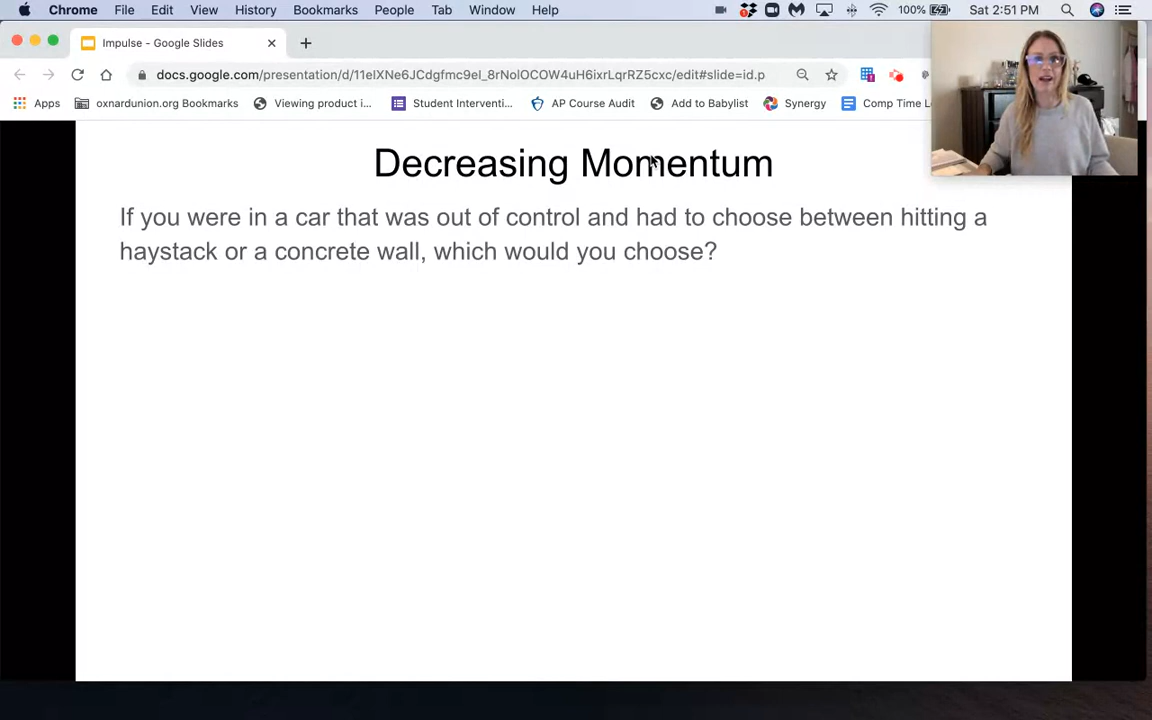 Chrome File Edit View History Bookmarks People Tab Window Help 100% Sat 2:51 PM
Impulse - Google Slides
docs.google.com/presentation/d/11elXNe6JCdgfmc9el_8rNolOCOW4uH6ixrLqrRZ5cxc/edit#slide=id.p
Apps oxnardunion.org Bookmarks Viewing product i... Student Interventi... AP Course Audit Add to Babylist Synergy Comp Time L
Decreasing Momentum
If you were in a car that was out of control and had to choose between hitting a
haystack or a concrete wall, which would you choose?